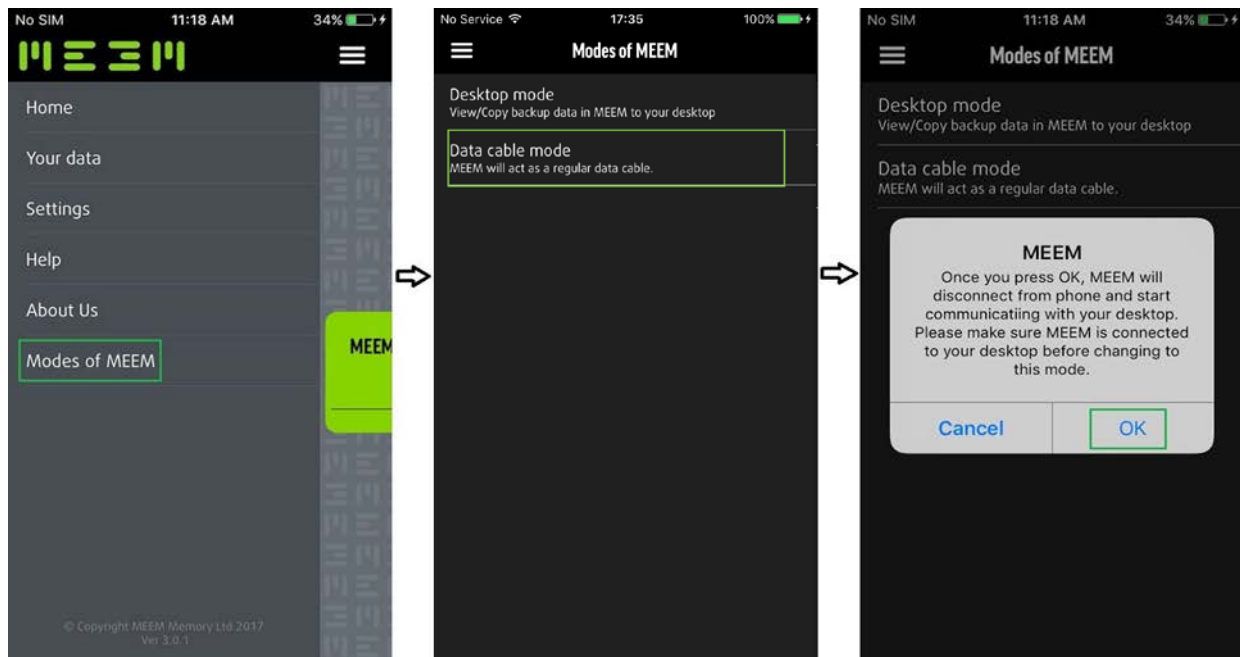 No SIM 11:18 AM 34%
MEEM
Home
Your data
Settings
Help
About Us
Modes of MEEM
MEEM
© Copyright MEEM Memory Ltd 2017
Ver 3.0.1
No Service 17:35 100%
Modes of MEEM
Desktop mode
View/Copy backup data in MEEM to your desktop
Data cable mode
MEEM will act as a regular data cable.
No SIM 11:18 AM 34%
Modes of MEEM
Desktop mode
View/Copy backup data in MEEM to your desktop
Data cable mode
MEEM will act as a regular data cable.
MEEM
Once you press OK, MEEM will
disconnect from phone and start
communicatiing with your desktop.
Please make sure MEEM is connected
to your desktop before changing to
this mode.
Cancel OK